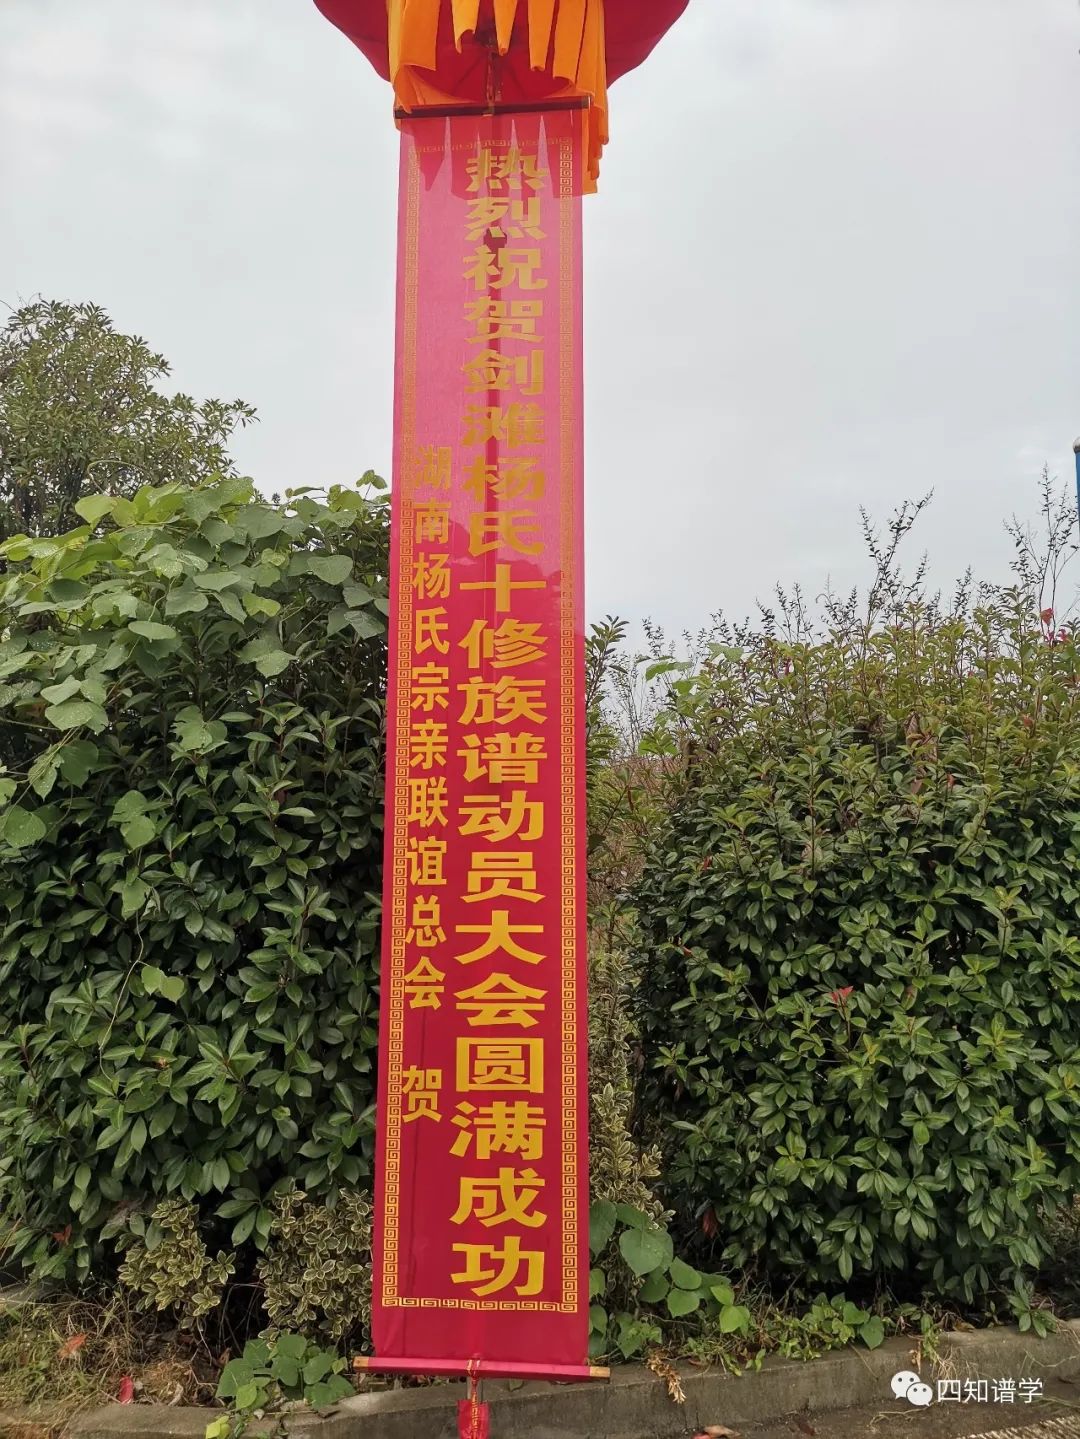 热烈祝贺剑滩杨氏十修族谱动员大会圆满成功
湖南杨氏宗亲联谊总会 贺
四知谱学